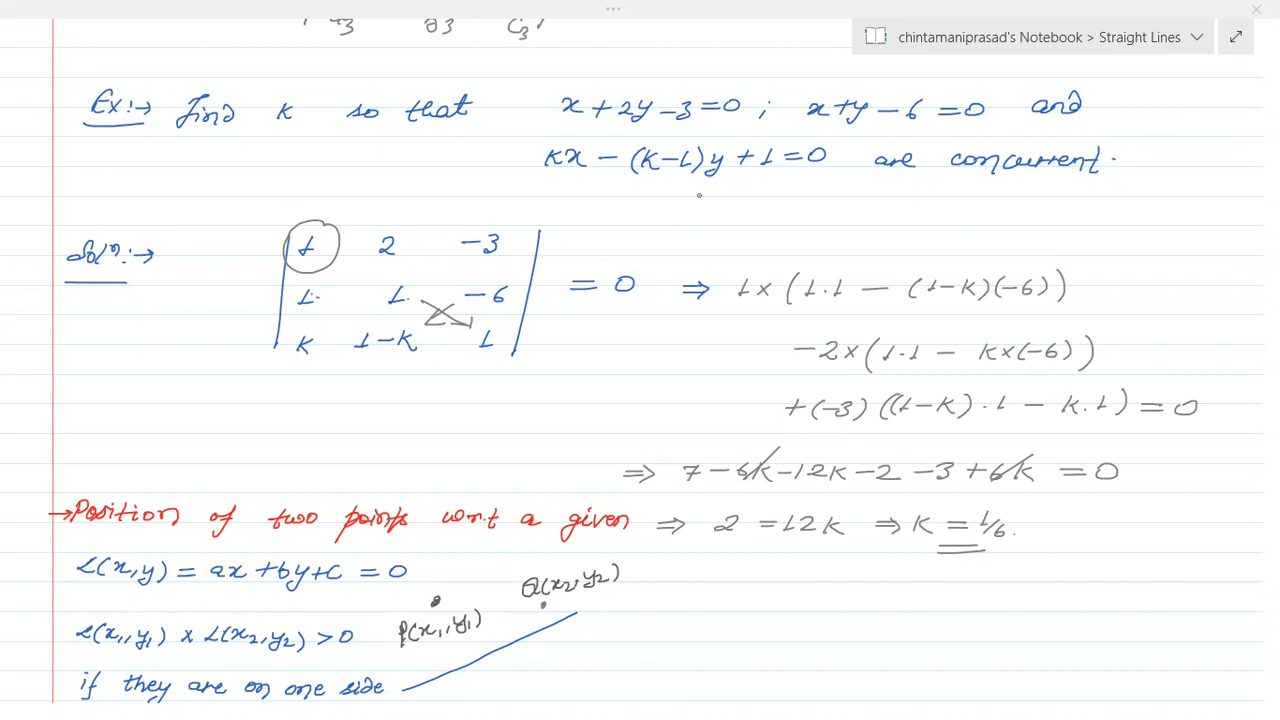 chintamaniprasad's Notebook > Straight Lines
Ex:→ Find k so that x+2y-3=0 ; x+y-6=0 and
kx-(k-1)y+1=0 are concurrent.
Solⁿ:→
| 1 2 -3 |
| 1 1 -6 | = 0 ⇒ 1×(1.1 - (1-k)(-6))
| k 1-k 1 |
-2×(1.1 - k×(-6))
+(-3)((1-k).1 - k.1) = 0
⇒ 7-6k-12k-2-3+6k = 0
→Position of two points w.r.t a given
⇒ 2 = 12k ⇒ k = 1/6.
L(x,y) = ax+by+c = 0
Q(x₂,y₂)
P(x₁,y₁)
L(x₁,y₁) × L(x₂,y₂) > 0
if they are on one side